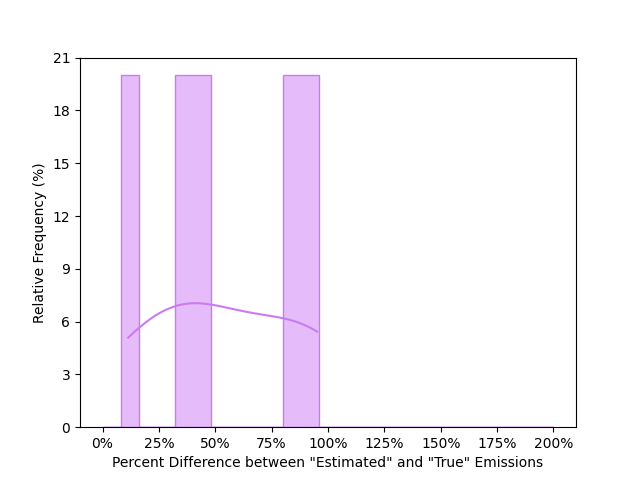 21
18
15
12
9
6
3
0
Relative Frequency (%)
0% 25% 50% 75% 100% 125% 150% 175% 200%
Percent Difference between "Estimated" and "True" Emissions